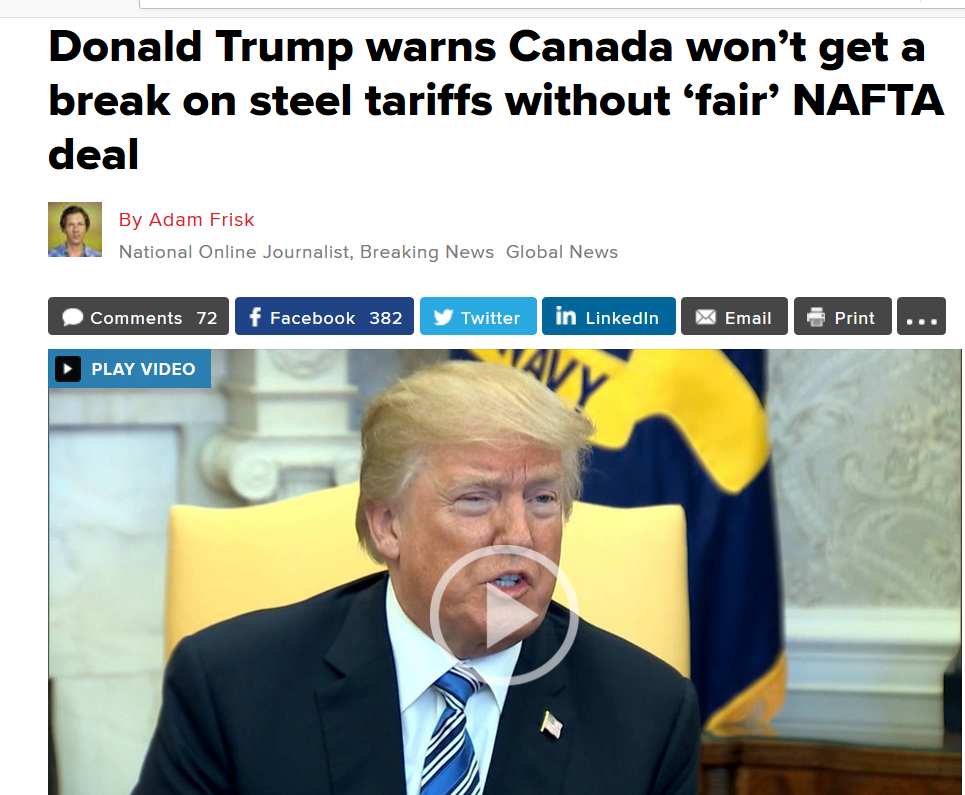 Donald Trump warns Canada won’t get a
break on steel tariffs without ‘fair’ NAFTA
deal
By Adam Frisk
National Online Journalist, Breaking News Global News
Comments 72 Facebook 382 Twitter LinkedIn Email Print ...
PLAY VIDEO
NAVY